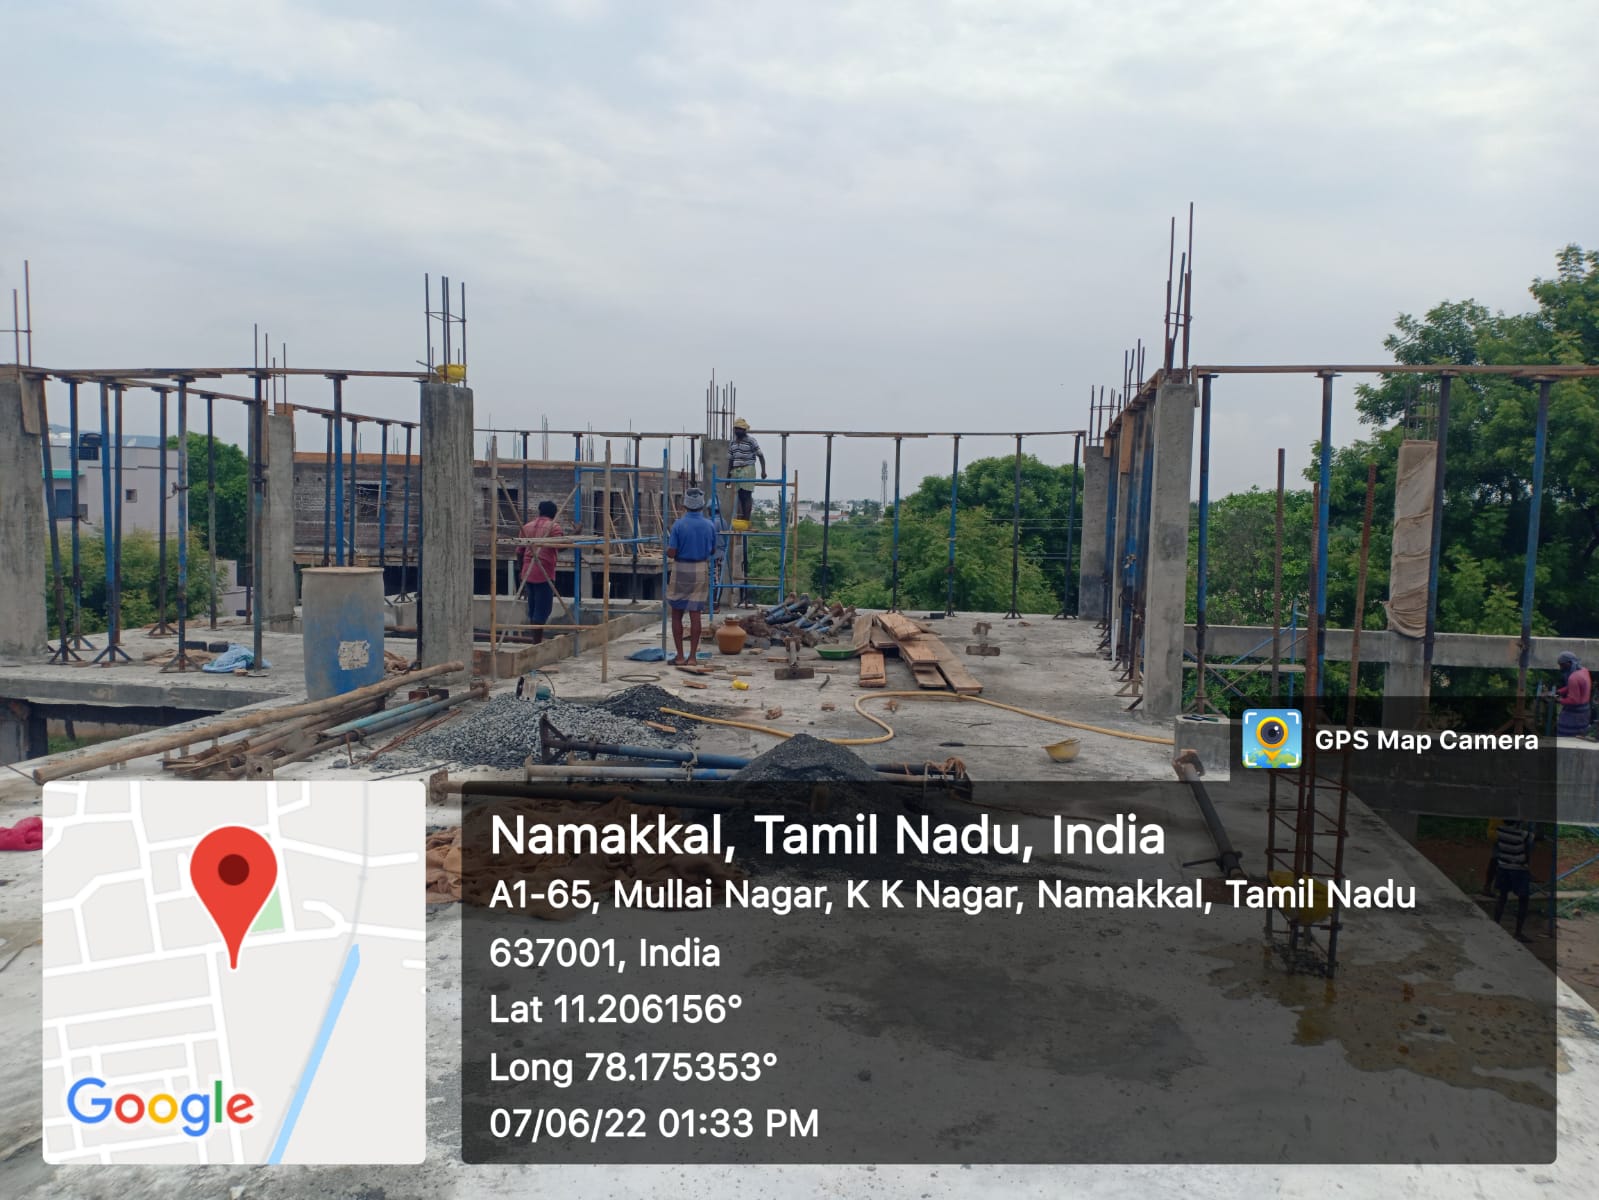 GPS Map Camera
Namakkal, Tamil Nadu, India
A1-65, Mullai Nagar, K K Nagar, Namakkal, Tamil Nadu
637001, India
Lat 11.206156°
Long 78.175353°
07/06/22 01:33 PM
Google